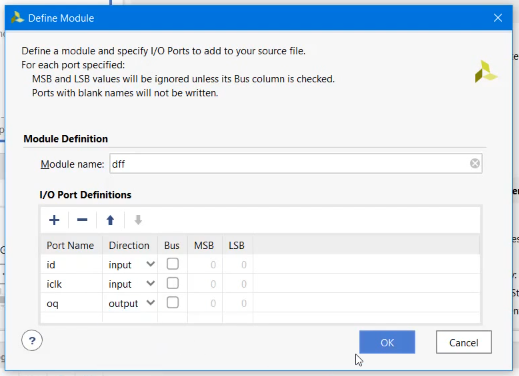 Define Module
Define a module and specify I/O Ports to add to your source file.
For each port specified:
MSB and LSB values will be ignored unless its Bus column is checked.
Ports with blank names will not be written.
Module Definition
Module name: dff
I/O Port Definitions
Port Name Direction Bus MSB LSB
id input 0 0
iclk input 0 0
oq output 0 0
? OK Cancel